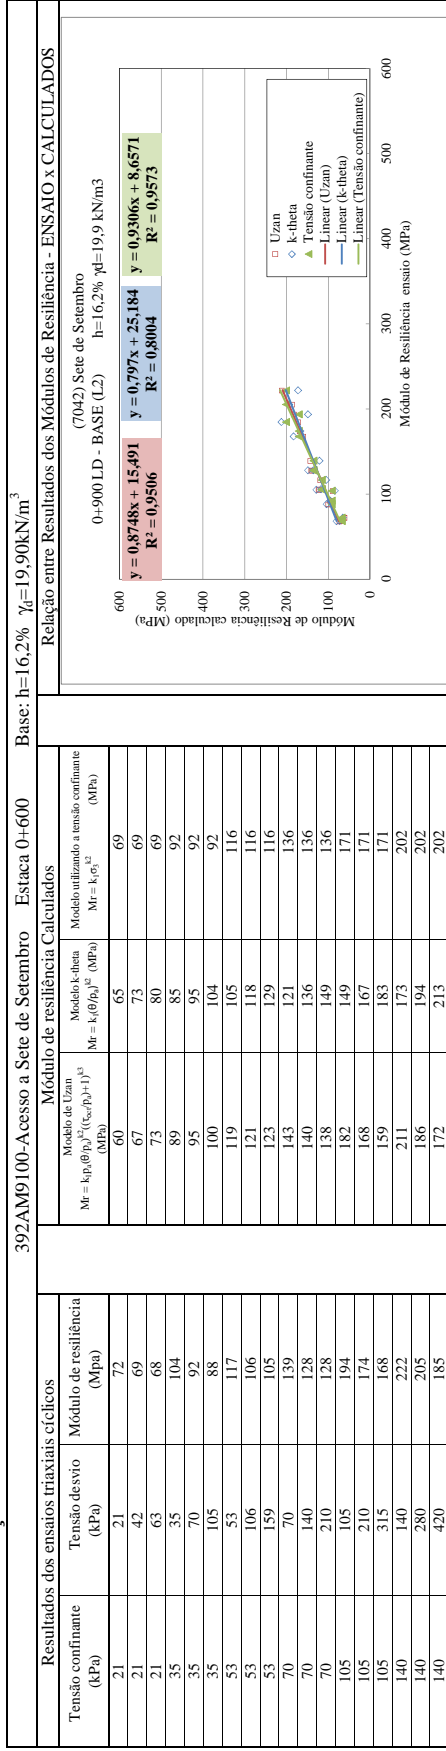 392AM9100-Acesso a Sete de Setembro Estaca 0+600 Base: h=16,2% γd=19,90kN/m³
Resultados dos ensaios triaxiais cíclicos
Módulo de resiliência Calculados
Relação entre Resultados dos Módulos de Resiliência - ENSAIO x CALCULADOS
Tensão confinante (kPa) Tensão desvio (kPa) Módulo de resiliência (Mpa)
Modelo de Uzan
Mr = k₁pₐ(θ/pₐ)^k2((τoct/pₐ)+1)^k3
(MPa)
Modelo k-theta
Mr = k₁(θ/pₐ)^k2 (MPa)
Modelo utilizando a tensão confinante
Mr = k₁σ₃^k2 (MPa)
21 21 72 60 65 69
21 42 69 67 73 69
21 63 68 73 80 69
35 35 104 89 85 92
35 70 92 95 95 92
35 105 88 100 104 92
53 53 117 119 105 116
53 106 106 121 118 116
53 159 105 123 129 116
70 70 139 143 121 136
70 140 128 140 136 136
70 210 128 138 149 136
105 105 194 182 149 171
105 210 174 168 167 171
105 315 168 159 183 171
140 140 222 211 173 202
140 280 205 186 194 202
140 420 185 172 213 202
(7042) Sete de Setembro
0+900 LD - BASE (L2) h=16,2% γd=19,9 kN/m3
y = 0,8748x + 15,491
R² = 0,9506
y = 0,797x + 25,184
R² = 0,8004
y = 0,9306x + 8,6571
R² = 0,9573
Módulo de Resiliência calculado (MPa)
600
500
400
300
200
100
0
0 100 200 300 400 500 600
Módulo de Resiliência ensaio (MPa)
Uzan
k-theta
Tensão confinante
Linear (Uzan)
Linear (k-theta)
Linear (Tensão confinante)